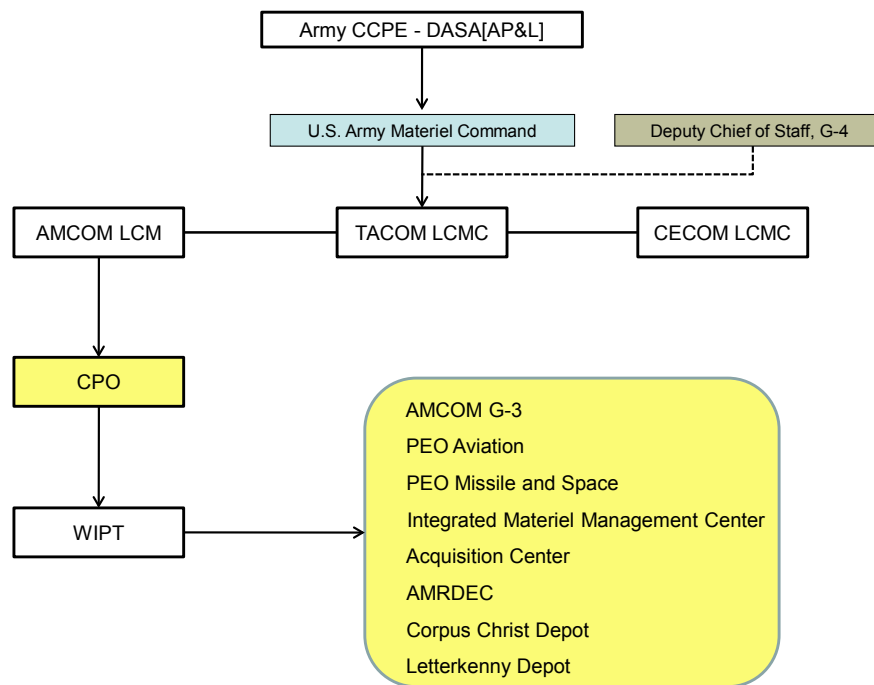 Army CCPE - DASA[AP&L]
U.S. Army Materiel Command
Deputy Chief of Staff, G-4
AMCOM LCM
TACOM LCMC
CECOM LCMC
CPO
WIPT
AMCOM G-3
PEO Aviation
PEO Missile and Space
Integrated Materiel Management Center
Acquisition Center
AMRDEC
Corpus Christ Depot
Letterkenny Depot